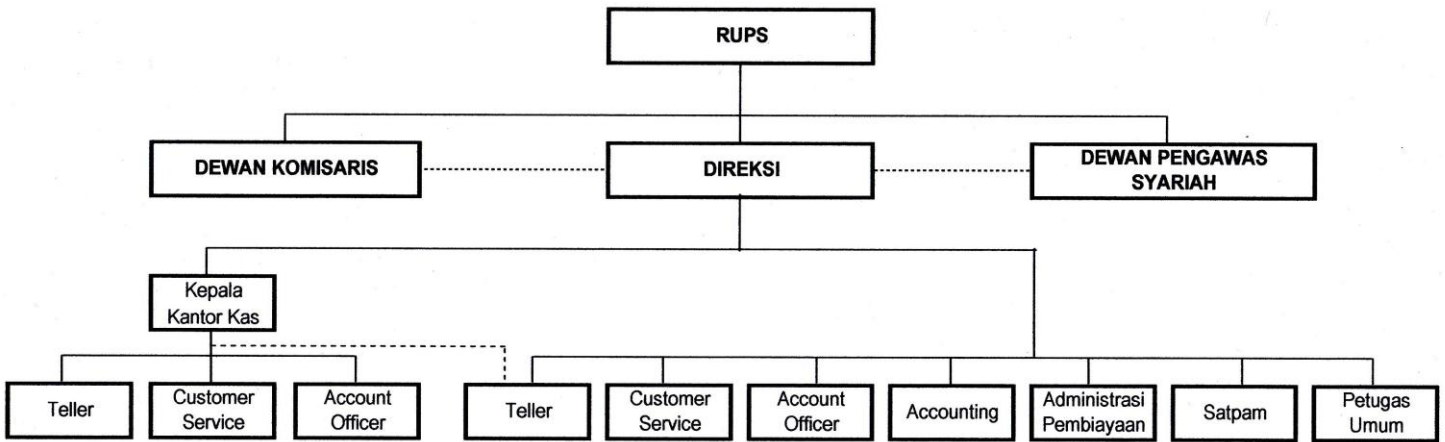 RUPS
DEWAN KOMISARIS
DIREKSI
DEWAN PENGAWAS
SYARIAH
Kepala
Kantor Kas
Teller
Customer
Service
Account
Officer
Teller
Customer
Service
Account
Officer
Accounting
Administrasi
Pembiayaan
Satpam
Petugas
Umum